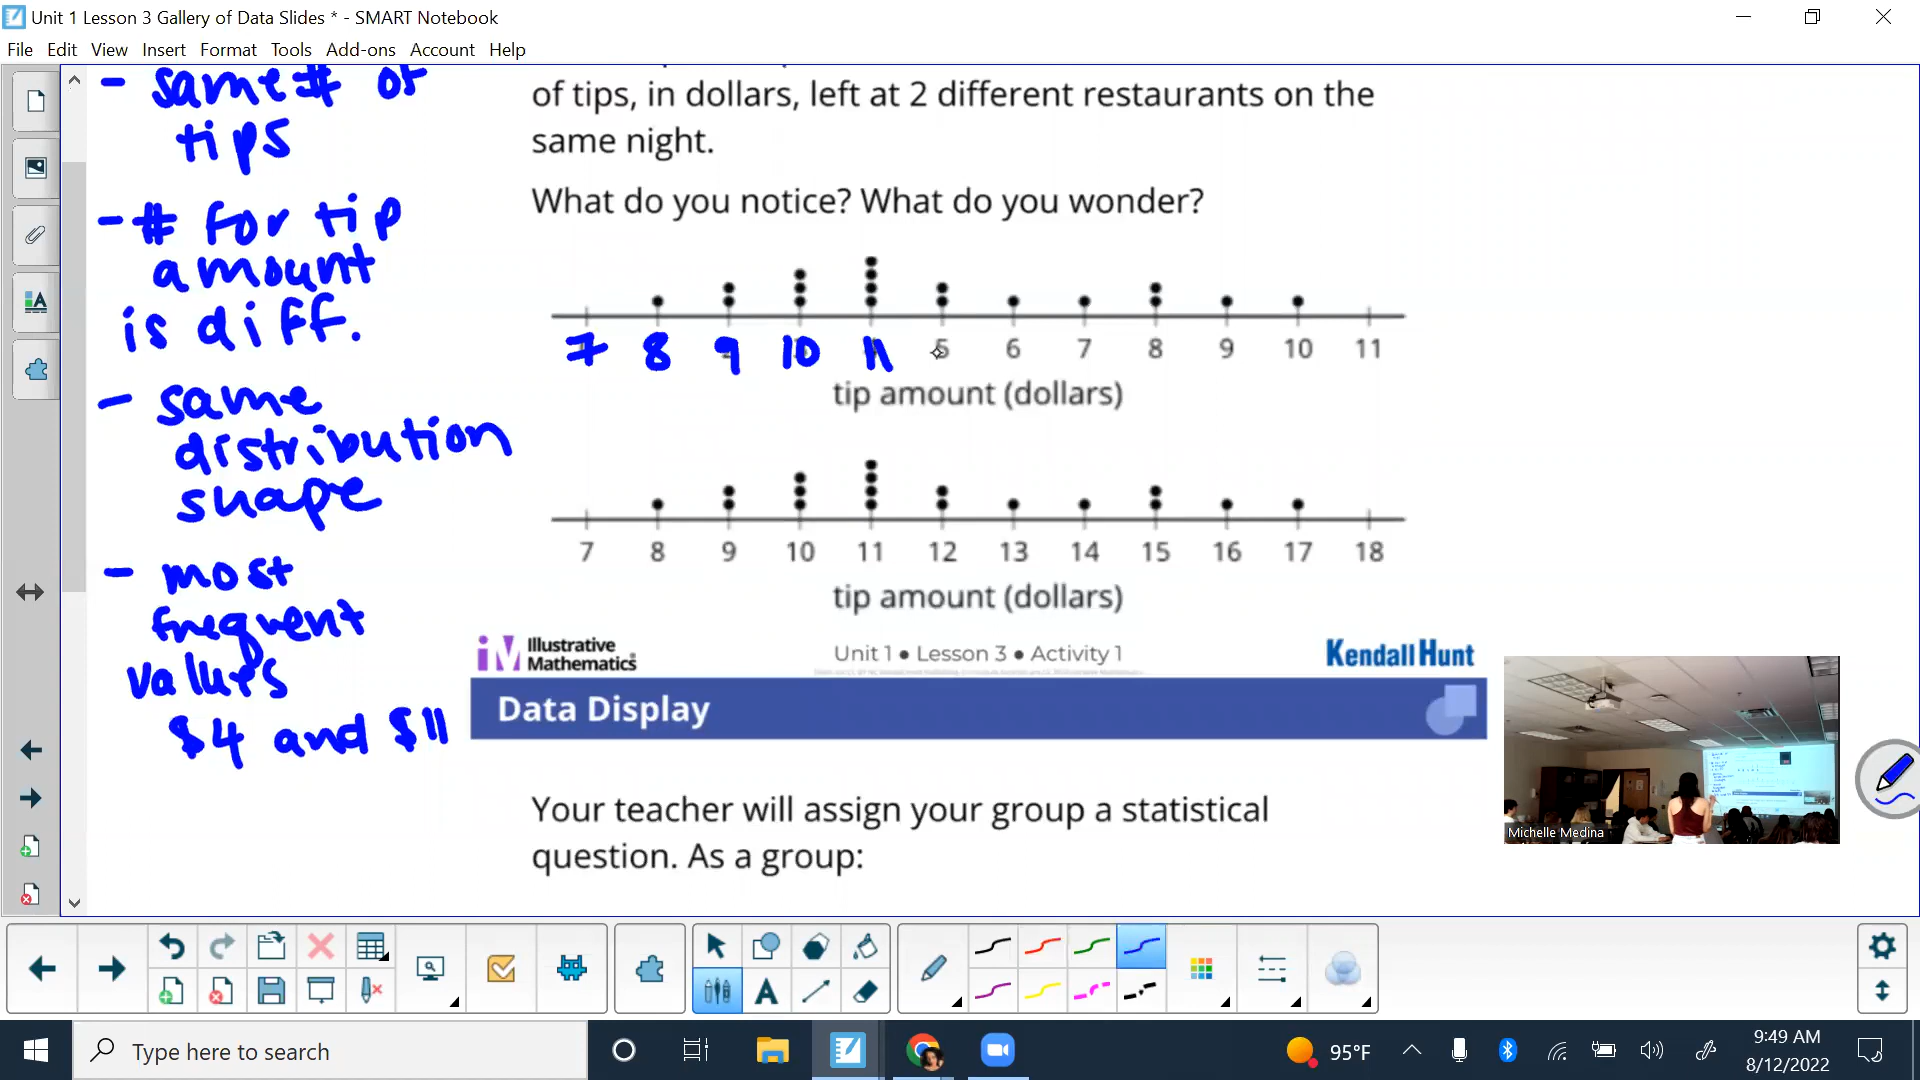 Unit 1 Lesson 3 Gallery of Data Slides * - SMART Notebook
File Edit View Insert Format Tools Add-ons Account Help
- same # of
tips
- # for tip
amount
is diff.
- same
distribution
shape
- most
frequent
values
$4 and $11
of tips, in dollars, left at 2 different restaurants on the
same night.
What do you notice? What do you wonder?
7 8 9 10 11 5 6 7 8 9 10 11
tip amount (dollars)
7 8 9 10 11 12 13 14 15 16 17 18
tip amount (dollars)
iM Illustrative
Mathematics
Unit 1 • Lesson 3 • Activity 1
Kendall Hunt
Data Display
Your teacher will assign your group a statistical
question. As a group:
Michelle Medina
Type here to search
95°F
9:49 AM
8/12/2022